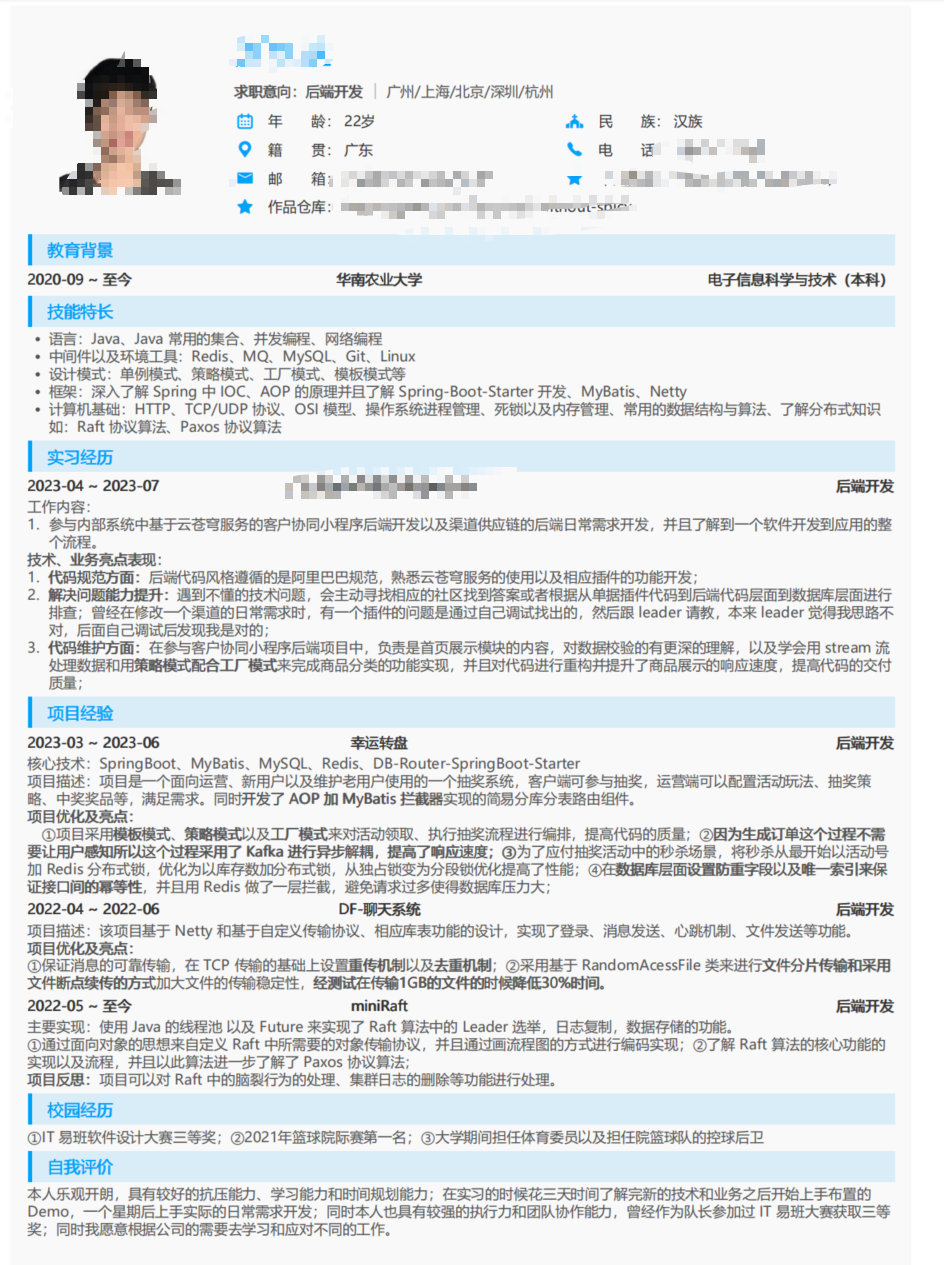 求职意向：后端开发 | 广州/上海/北京/深圳/杭州
年 龄：22岁 民 族：汉族
籍 贯：广东 电 话
邮 箱：
作品仓库：
教育背景
2020-09 ~ 至今 华南农业大学 电子信息科学与技术（本科）
技能特长
• 语言：Java、Java 常用的集合、并发编程、网络编程
• 中间件以及环境工具：Redis、MQ、MySQL、Git、Linux
• 设计模式：单例模式、策略模式、工厂模式、模板模式等
• 框架：深入了解 Spring 中 IOC、AOP 的原理并且了解 Spring-Boot-Starter 开发、MyBatis、Netty
• 计算机基础：HTTP、TCP/UDP 协议、OSI 模型、操作系统进程管理、死锁以及内存管理、常用的数据结构与算法、了解分布式知识
如：Raft 协议算法、Paxos 协议算法
实习经历
2023-04 ~ 2023-07 后端开发
工作内容：
1. 参与内部系统中基于云苍穹服务的客户协同小程序后端开发以及渠道供应链的后端日常需求开发，并且了解到一个软件开发到应用的整
个流程。
技术、业务亮点表现：
1. 代码规范方面：后端代码风格遵循的是阿里巴巴规范，熟悉云苍穹服务的使用以及相应插件的功能开发；
2. 解决问题能力提升：遇到不懂的技术问题，会主动寻找相应的社区找到答案或者根据从单据插件代码到后端代码层面到数据库层面进行
排查；曾经在修改一个渠道的日常需求时，有一个插件的问题是通过自己调试找出的，然后跟 leader 请教，本来 leader 觉得我思路不
对，后面自己调试后发现我是对的；
3. 代码维护方面：在参与客户协同小程序后端项目中，负责是首页展示模块的内容，对数据校验的有更深的理解，以及学会用 stream 流
处理数据和用策略模式配合工厂模式来完成商品分类的功能实现，并且对代码进行重构并提升了商品展示的响应速度，提高代码的交付
质量；
项目经验
2023-03 ~ 2023-06 幸运转盘 后端开发
核心技术：SpringBoot、MyBatis、MySQL、Redis、DB-Router-SpringBoot-Starter
项目描述：项目是一个面向运营、新用户以及维护老用户使用的一个抽奖系统，客户端可参与抽奖，运营端可以配置活动玩法、抽奖策
略、中奖奖品等，满足需求。同时开发了 AOP 加 MyBatis 拦截器实现的简易分库分表路由组件。
项目优化及亮点：
①项目采用模板模式、策略模式以及工厂模式来对活动领取、执行抽奖流程进行编排，提高代码的质量；②因为生成订单这个过程不需
要让用户感知所以这个过程采用了 Kafka 进行异步解耦，提高了响应速度；③为了应付抽奖活动中的秒杀场景，将秒杀从最开始以活动号
加 Redis 分布式锁，优化为以库存数加分布式锁，从独占锁变为分段锁优化提高了性能；④在数据库层面设置防重字段以及唯一索引来保
证接口间的幂等性，并且用 Redis 做了一层拦截，避免请求过多使得数据库压力大；
2022-04 ~ 2022-06 DF-聊天系统 后端开发
项目描述：该项目基于 Netty 和基于自定义传输协议、相应库表功能的设计，实现了登录、消息发送、心跳机制、文件发送等功能。
项目优化及亮点：
①保证消息的可靠传输，在 TCP 传输的基础上设置重传机制以及去重机制；②采用基于 RandomAcessFile 类来进行文件分片传输和采用
文件断点续传的方式加大文件的传输稳定性，经测试在传输1GB的文件的时候降低30%时间。
2022-05 ~ 至今 miniRaft 后端开发
主要实现：使用 Java 的线程池 以及 Future 来实现了 Raft 算法中的 Leader 选举，日志复制，数据存储的功能。
①通过面向对象的思想来自定义 Raft 中所需要的对象传输协议，并且通过画流程图的方式进行编码实现；②了解 Raft 算法的核心功能的
实现以及流程，并且以此算法进一步了解了 Paxos 协议算法；
项目反思：项目可以对 Raft 中的脑裂行为的处理、集群日志的删除等功能进行处理。
校园经历
①IT 易班软件设计大赛三等奖；②2021年篮球院际赛第一名；③大学期间担任体育委员以及担任院篮球队的控球后卫
自我评价
本人乐观开朗，具有较好的抗压能力、学习能力和时间规划能力；在实习的时候花三天时间了解完新的技术和业务之后开始上手布置的
Demo，一个星期后上手实际的日常需求开发；同时本人也具有较强的执行力和团队协作能力，曾经作为队长参加过 IT 易班大赛获取三等
奖；同时我愿意根据公司的需要去学习和应对不同的工作。